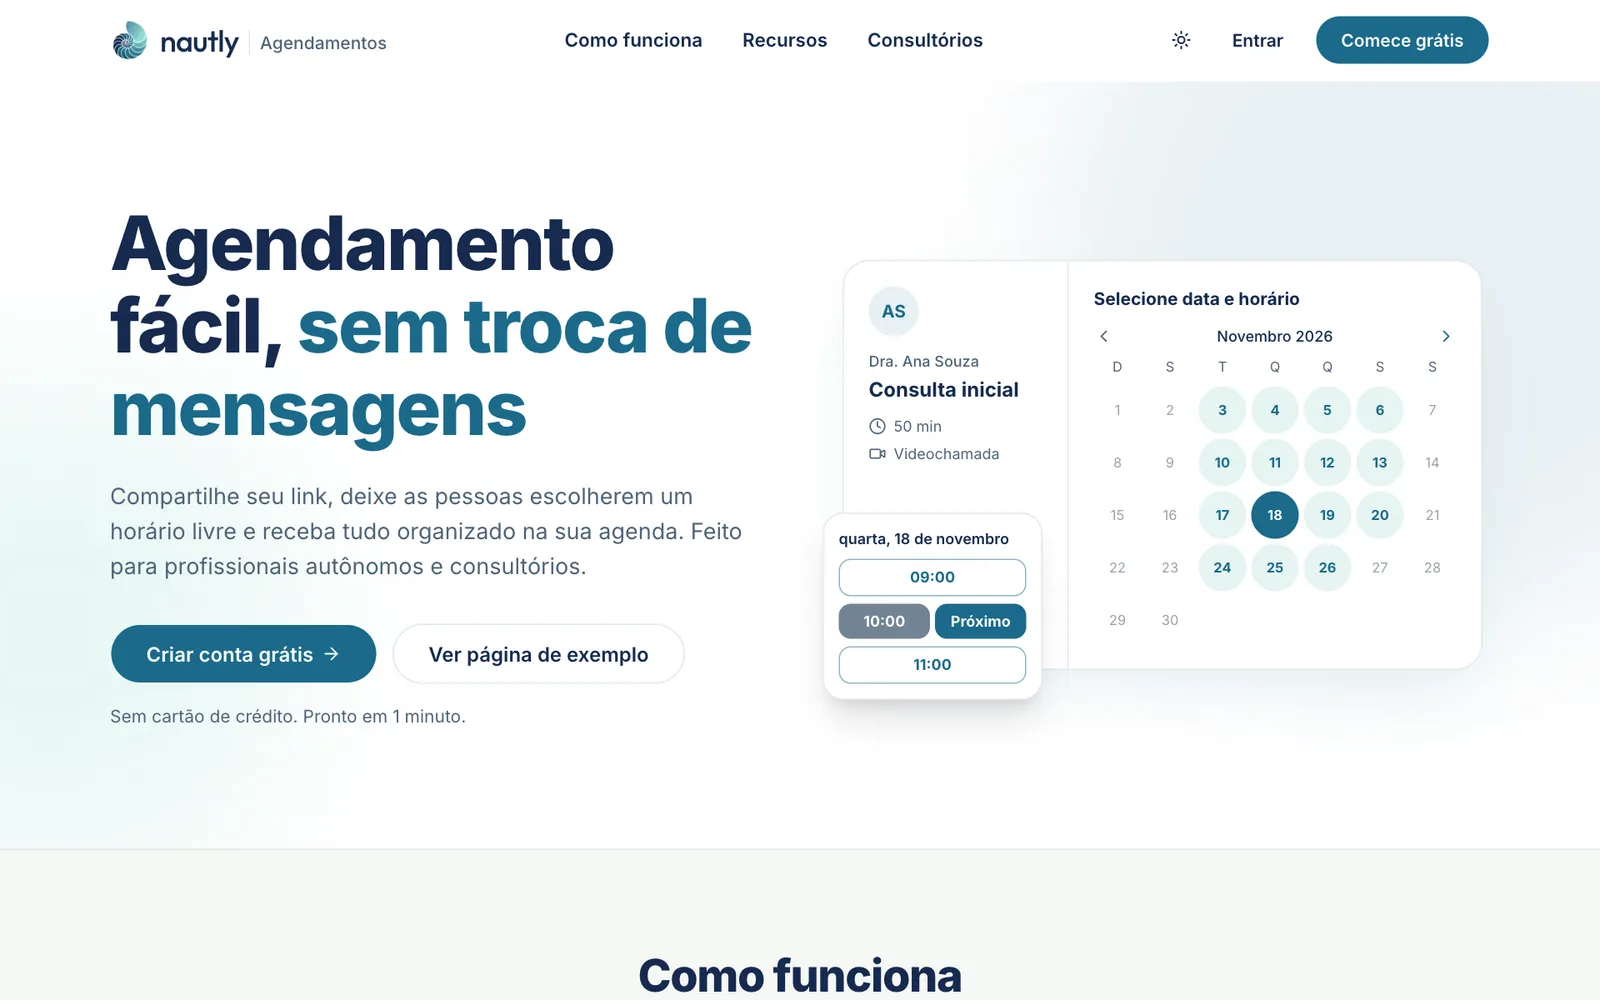 nautly
Agendamentos
Como funciona
Recursos
Consultórios
Entrar
Comece grátis
Agendamento
fácil, sem troca de
mensagens
Compartilhe seu link, deixe as pessoas escolherem um
horário livre e receba tudo organizado na sua agenda. Feito
para profissionais autônomos e consultórios.
Criar conta grátis →
Ver página de exemplo
Sem cartão de crédito. Pronto em 1 minuto.
AS
Dra. Ana Souza
Consulta inicial
50 min
Videochamada
quarta, 18 de novembro
09:00
10:00 Próximo
11:00
Selecione data e horário
Novembro 2026
D S T Q Q S S
1 2 3 4 5 6 7
8 9 10 11 12 13 14
15 16 17 18 19 20 21
22 23 24 25 26 27 28
29 30
Como funciona